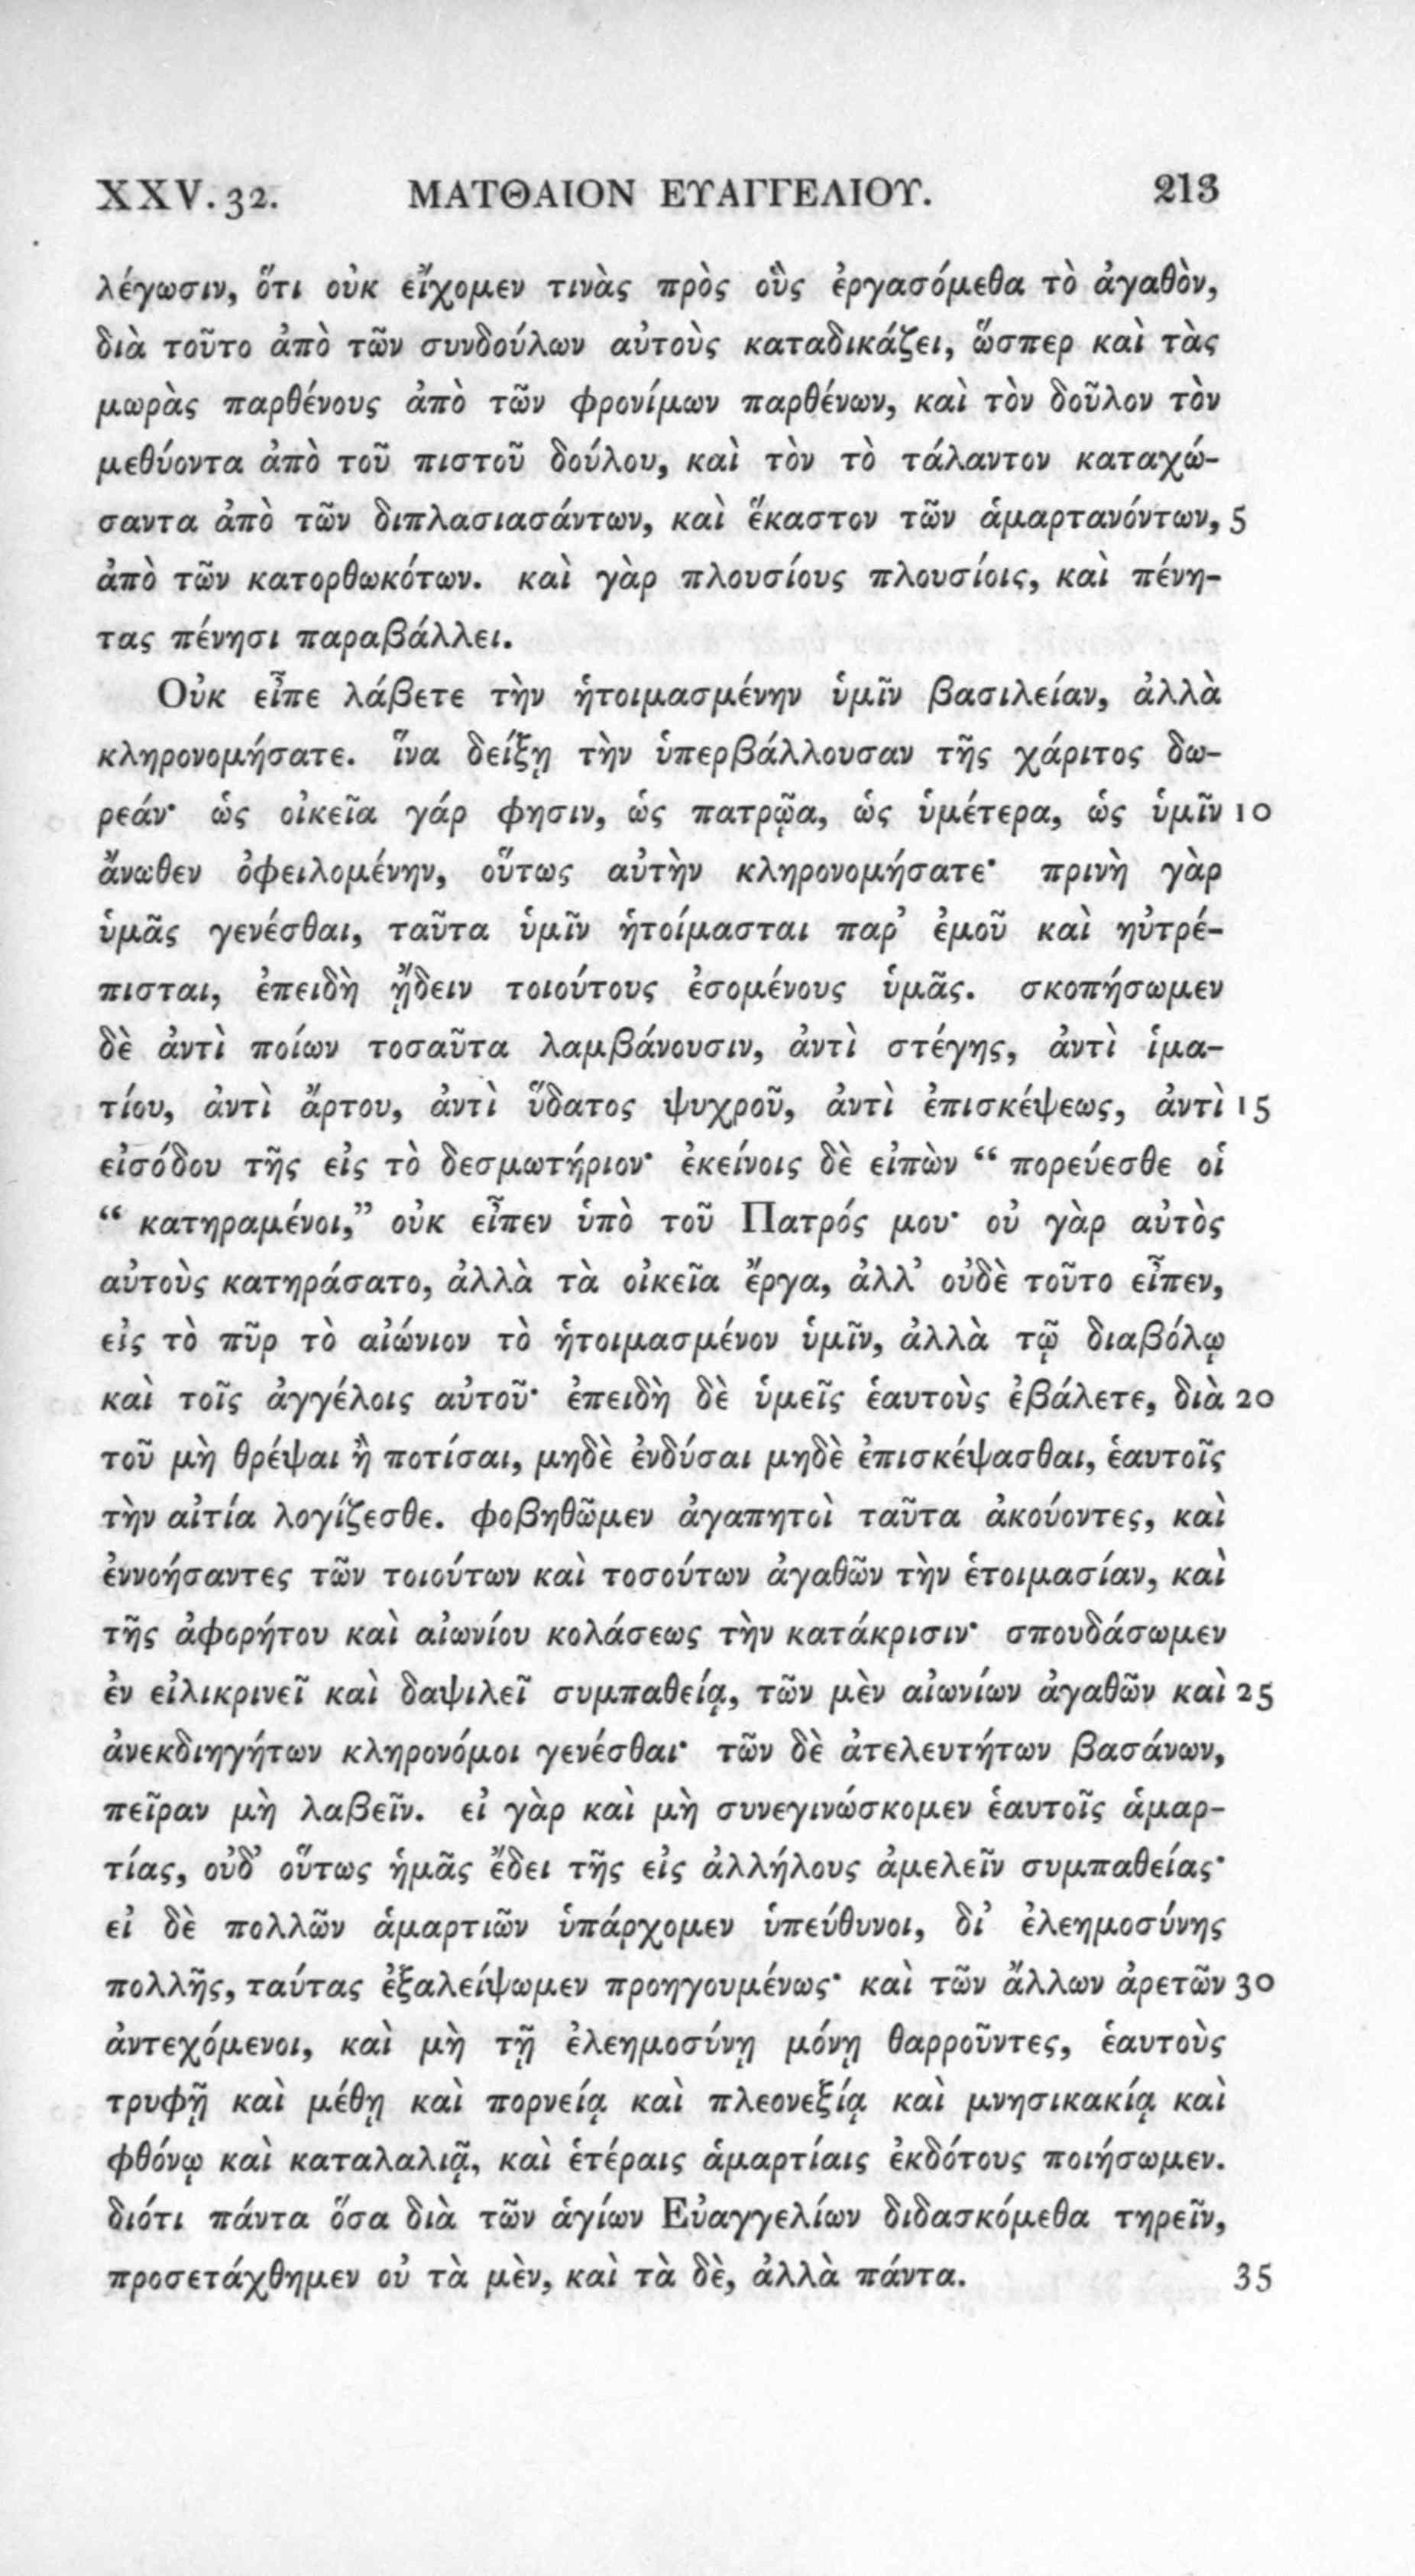 XXV. 32. ΜΑΤΘΑΙΟΝ ΕΥΑΓΓΕΛΙΟΥ. 213
λέγωσιν, ὅτι οὐκ εἴχομεν τινὰς πρὸς οὓς ἐργασόμεθα τὸ ἀγαθὸν,
διὰ τοῦτο ἀπὸ τῶν συνδούλων αὐτοὺς καταδικάζει, ὥσπερ καὶ τὰς
μωρὰς παρθένους ἀπὸ τῶν φρονίμων παρθένων, καὶ τὸν δοῦλον τὸν
μεθύοντα ἀπὸ τοῦ πιστοῦ δούλου, καὶ τὸν τὸ τάλαντον καταχώ-
σαντα ἀπὸ τῶν διπλασιασάντων, καὶ ἕκαστον τῶν ἁμαρτανόντων, 5
ἀπὸ τῶν κατορθωκότων. καὶ γὰρ πλουσίους πλουσίοις, καὶ πένη-
τας πένησι παραβάλλει.
Οὐκ εἶπε λάβετε τὴν ἡτοιμασμένην ὑμῖν βασιλείαν, ἀλλὰ
κληρονομήσατε. ἵνα δείξῃ τὴν ὑπερβάλλουσαν τῆς χάριτος δω-
ρεάν· ὡς οἰκεῖα γάρ φησιν, ὡς πατρῷα, ὡς ὑμέτερα, ὡς ὑμῖν 10
ἄνωθεν ὀφειλομένην, οὕτως αὐτὴν κληρονομήσατε· πρινὴ γὰρ
ὑμᾶς γενέσθαι, ταῦτα ὑμῖν ἡτοίμασται παρ’ ἐμοῦ καὶ ηὐτρέ-
πισται, ἐπειδὴ ᾔδειν τοιούτους ἐσομένους ὑμᾶς. σκοπήσωμεν
δὲ ἀντὶ ποίων τοσαῦτα λαμβάνουσιν, ἀντὶ στέγης, ἀντὶ ἱμα-
τίου, ἀντὶ ἄρτου, ἀντὶ ὕδατος ψυχροῦ, ἀντὶ ἐπισκέψεως, ἀντὶ 15
εἰσόδου τῆς εἰς τὸ δεσμωτήριον· ἐκείνοις δὲ εἰπὼν “ πορεύεσθε οἱ
“ κατηραμένοι,” οὐκ εἶπεν ὑπὸ τοῦ Πατρός μου· οὐ γὰρ αὐτὸς
αὐτοὺς κατηράσατο, ἀλλὰ τὰ οἰκεῖα ἔργα, ἀλλ’ οὐδὲ τοῦτο εἶπεν,
εἰς τὸ πῦρ τὸ αἰώνιον τὸ ἡτοιμασμένον ὑμῖν, ἀλλὰ τῷ διαβόλῳ
καὶ τοῖς ἀγγέλοις αὐτοῦ· ἐπειδὴ δὲ ὑμεῖς ἑαυτοὺς ἐβάλετε, διὰ 20
τοῦ μὴ θρέψαι ἢ ποτίσαι, μηδὲ ἐνδύσαι μηδὲ ἐπισκέψασθαι, ἑαυτοῖς
τὴν αἰτία λογίζεσθε. φοβηθῶμεν ἀγαπητοὶ ταῦτα ἀκούοντες, καὶ
ἐννοήσαντες τῶν τοιούτων καὶ τοσούτων ἀγαθῶν τὴν ἑτοιμασίαν, καὶ
τῆς ἀφορήτου καὶ αἰωνίου κολάσεως τὴν κατάκρισιν· σπουδάσωμεν
ἐν εἰλικρινεῖ καὶ δαψιλεῖ συμπαθείᾳ, τῶν μὲν αἰωνίων ἀγαθῶν καὶ 25
ἀνεκδιηγήτων κληρονόμοι γενέσθαι· τῶν δὲ ἀτελευτήτων βασάνων,
πεῖραν μὴ λαβεῖν. εἰ γὰρ καὶ μὴ συνεγινώσκομεν ἑαυτοῖς ἁμαρ-
τίας, οὐδ’ οὕτως ἡμᾶς ἔδει τῆς εἰς ἀλλήλους ἀμελεῖν συμπαθείας·
εἰ δὲ πολλῶν ἁμαρτιῶν ὑπάρχομεν ὑπεύθυνοι, δι’ ἐλεημοσύνης
πολλῆς, ταύτας ἐξαλείψωμεν προηγουμένως· καὶ τῶν ἄλλων ἀρετῶν 30
ἀντεχόμενοι, καὶ μὴ τῇ ἐλεημοσύνῃ μόνῃ θαρροῦντες, ἑαυτοὺς
τρυφῇ καὶ μέθῃ καὶ πορνείᾳ καὶ πλεονεξίᾳ καὶ μνησικακίᾳ καὶ
φθόνῳ καὶ καταλαλιᾷ, καὶ ἑτέραις ἁμαρτίαις ἐκδότους ποιήσωμεν.
διότι πάντα ὅσα διὰ τῶν ἁγίων Εὐαγγελίων διδασκόμεθα τηρεῖν,
προσετάχθημεν οὐ τὰ μὲν, καὶ τὰ δὲ, ἀλλὰ πάντα. 35